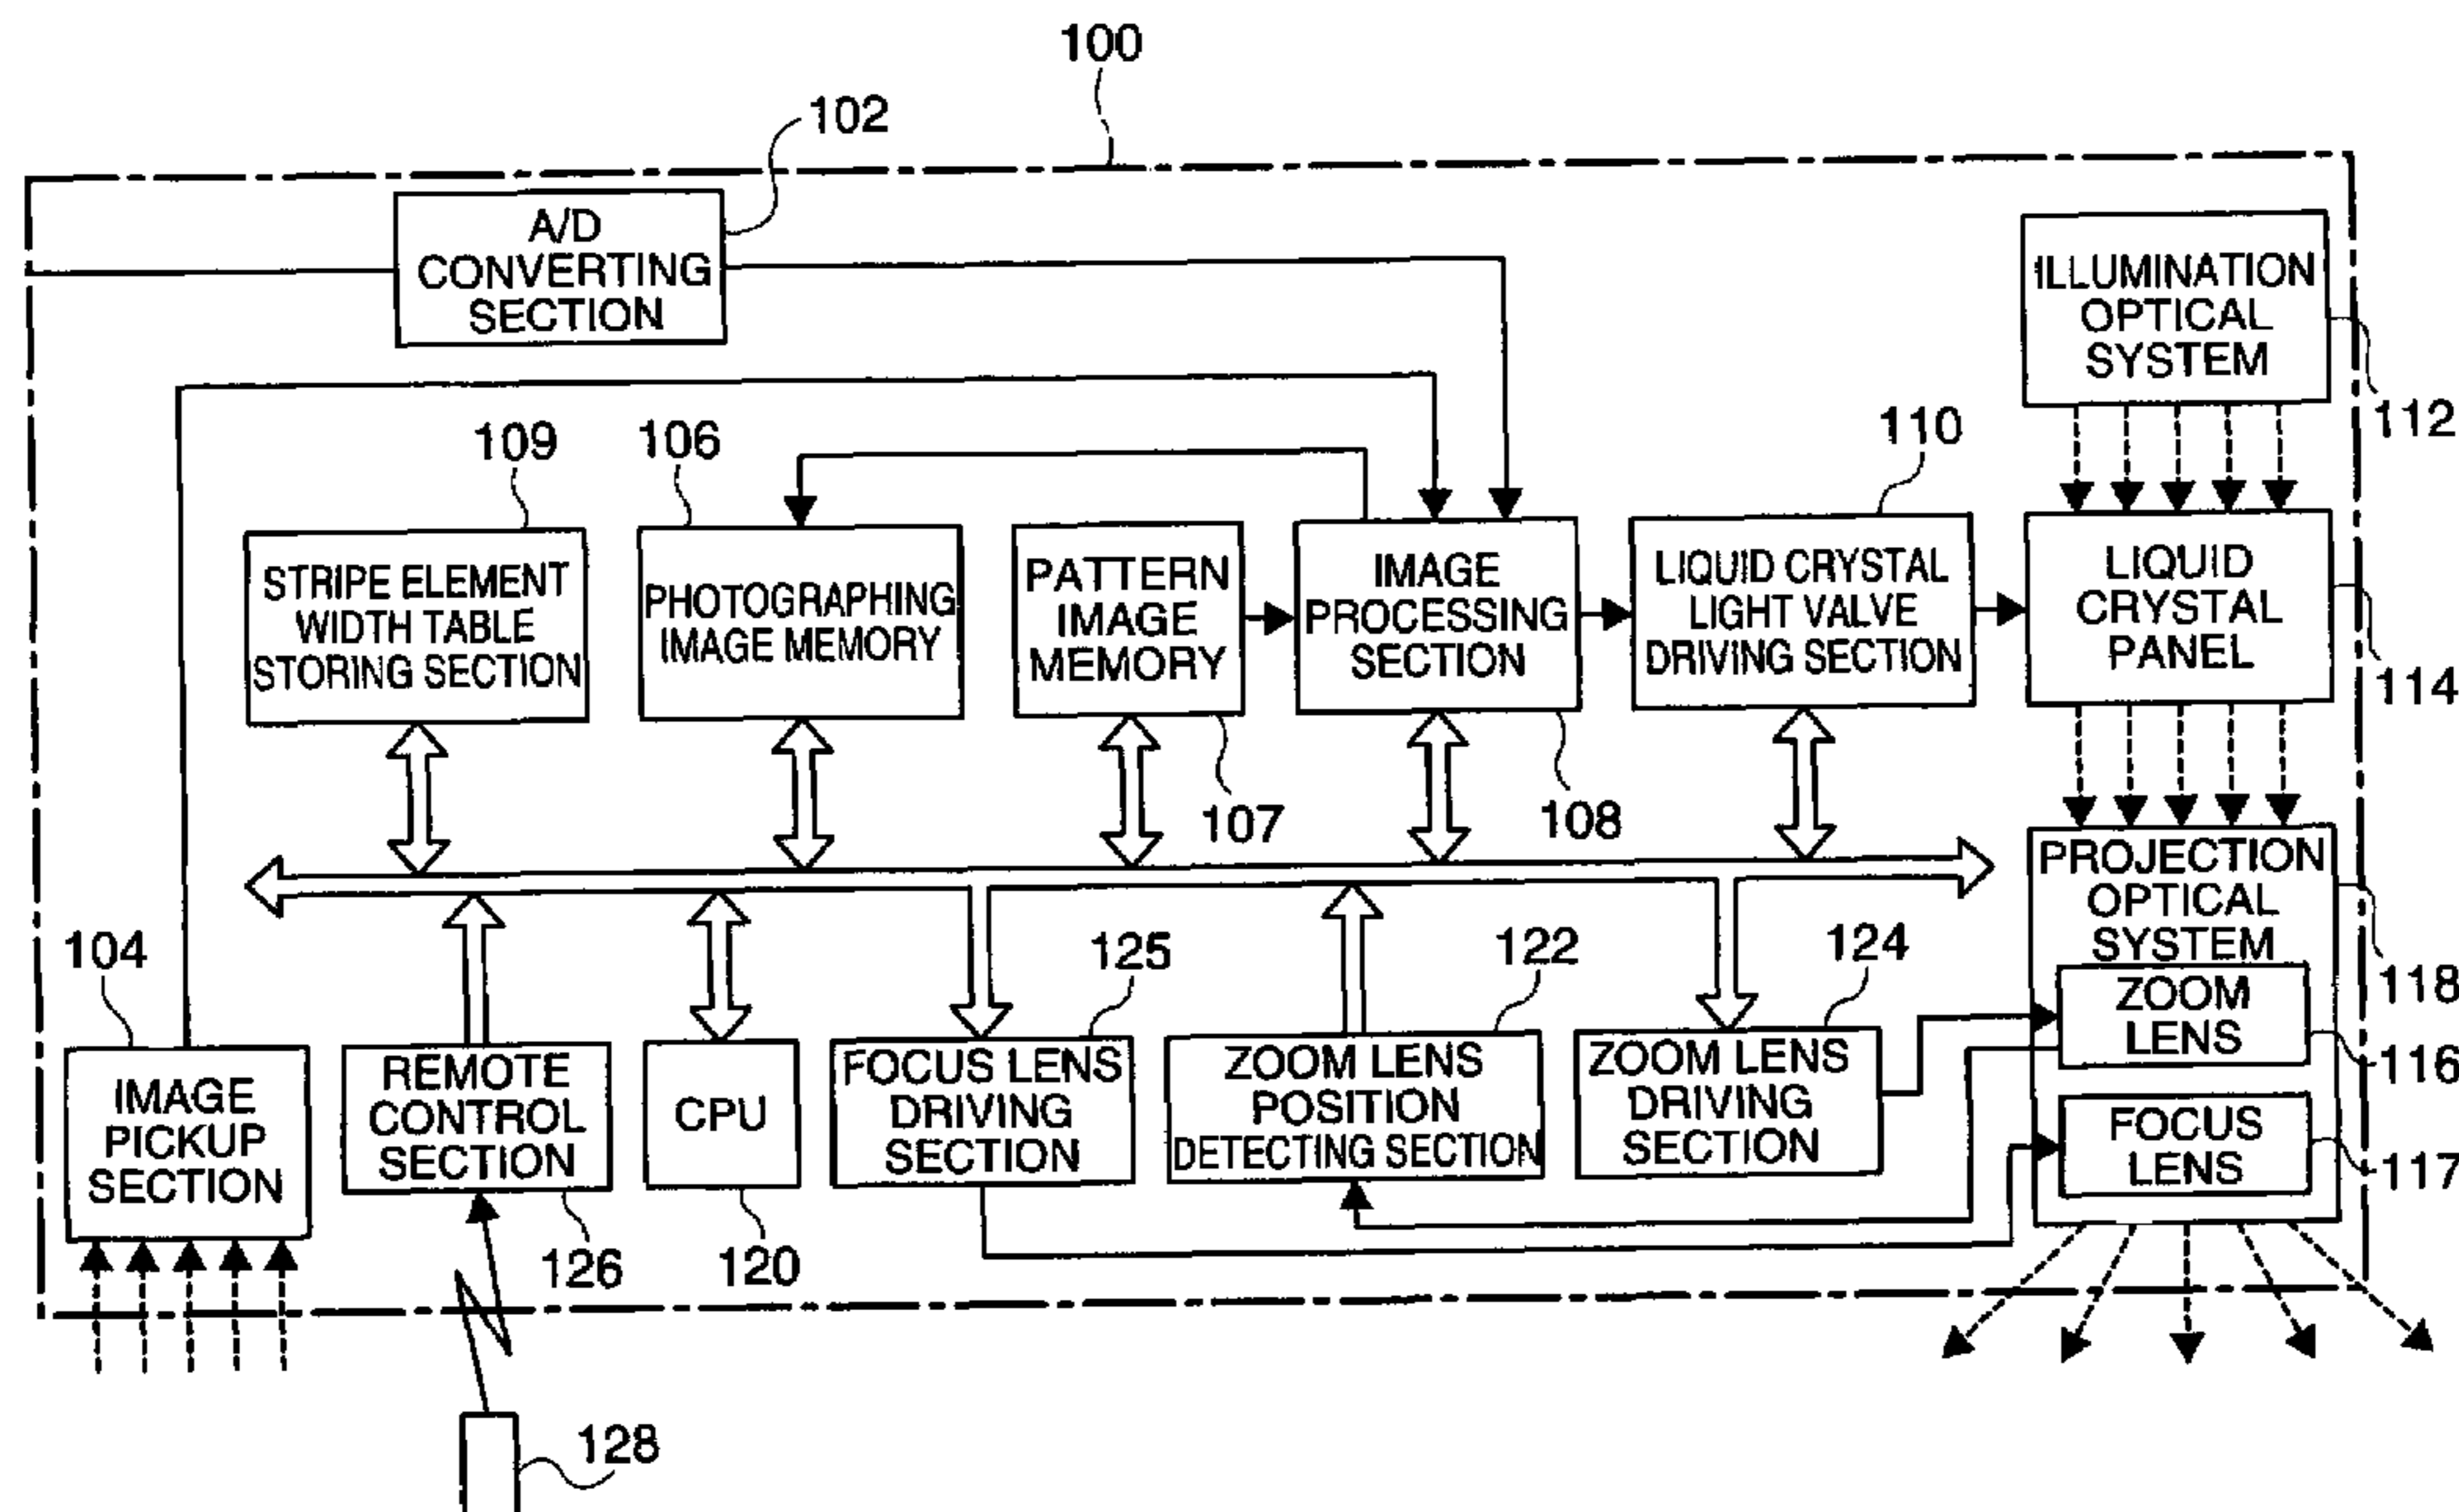 100
102
A/D
CONVERTING
SECTION
ILLUMINATION
OPTICAL
SYSTEM
112
109
106
110
STRIPE ELEMENT
WIDTH TABLE
STORING SECTION
PHOTOGRAPHING
IMAGE MEMORY
PATTERN
IMAGE
MEMORY
IMAGE
PROCESSING
SECTION
LIQUID CRYSTAL
LIGHT VALVE
DRIVING SECTION
LIQUID
CRYSTAL
PANEL
114
107
108
PROJECTION
OPTICAL
SYSTEM
118
104
125
122
124
IMAGE
PICKUP
SECTION
REMOTE
CONTROL
SECTION
CPU
FOCUS LENS
DRIVING
SECTION
ZOOM LENS
POSITION
DETECTING SECTION
ZOOM LENS
DRIVING
SECTION
ZOOM
LENS
116
FOCUS
LENS
117
126
120
128